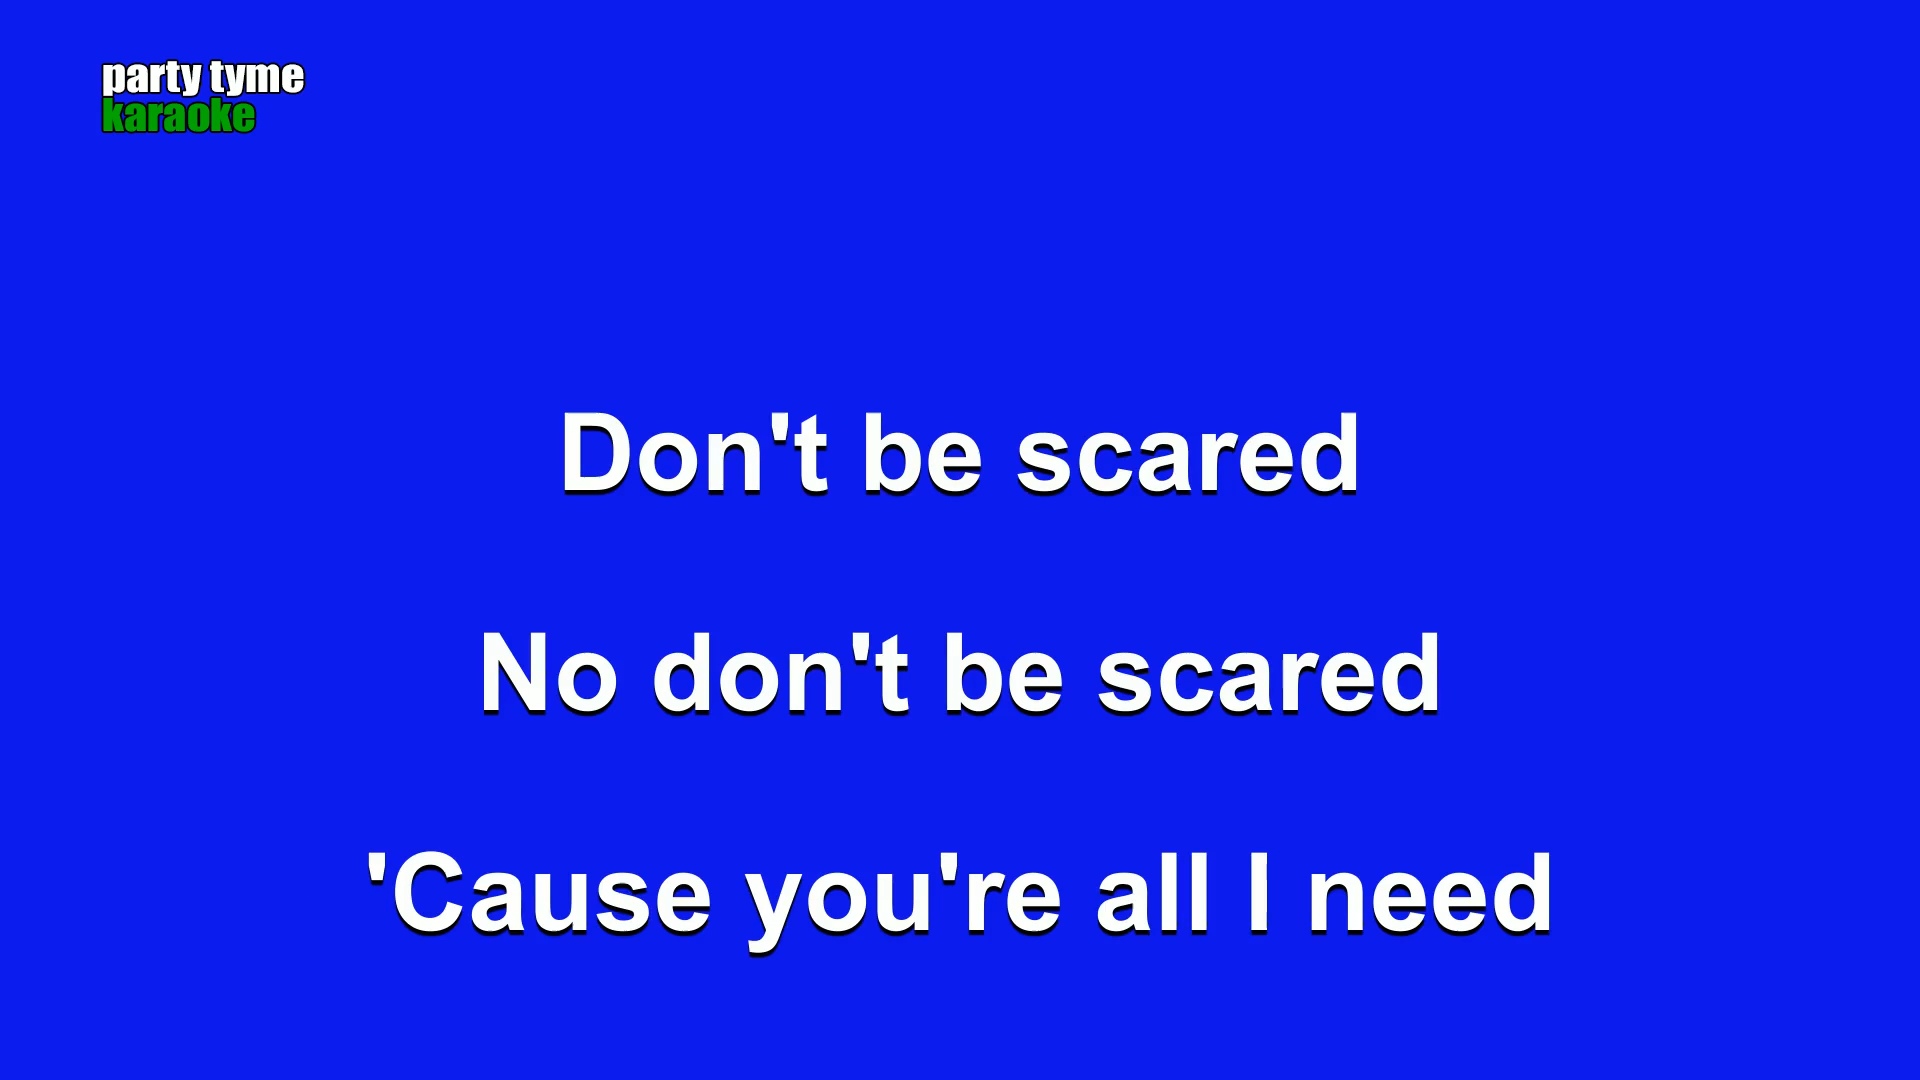 party tyme
karaoke
Don't be scared
No don't be scared
'Cause you're all I need